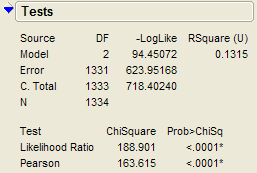 Tests
Source DF -LogLike RSquare (U)
Model 2 94.45072 0.1315
Error 1331 623.95168
C. Total 1333 718.40240
N 1334
Test ChiSquare Prob>ChiSq
Likelihood Ratio 188.901 <.0001*
Pearson 163.615 <.0001*